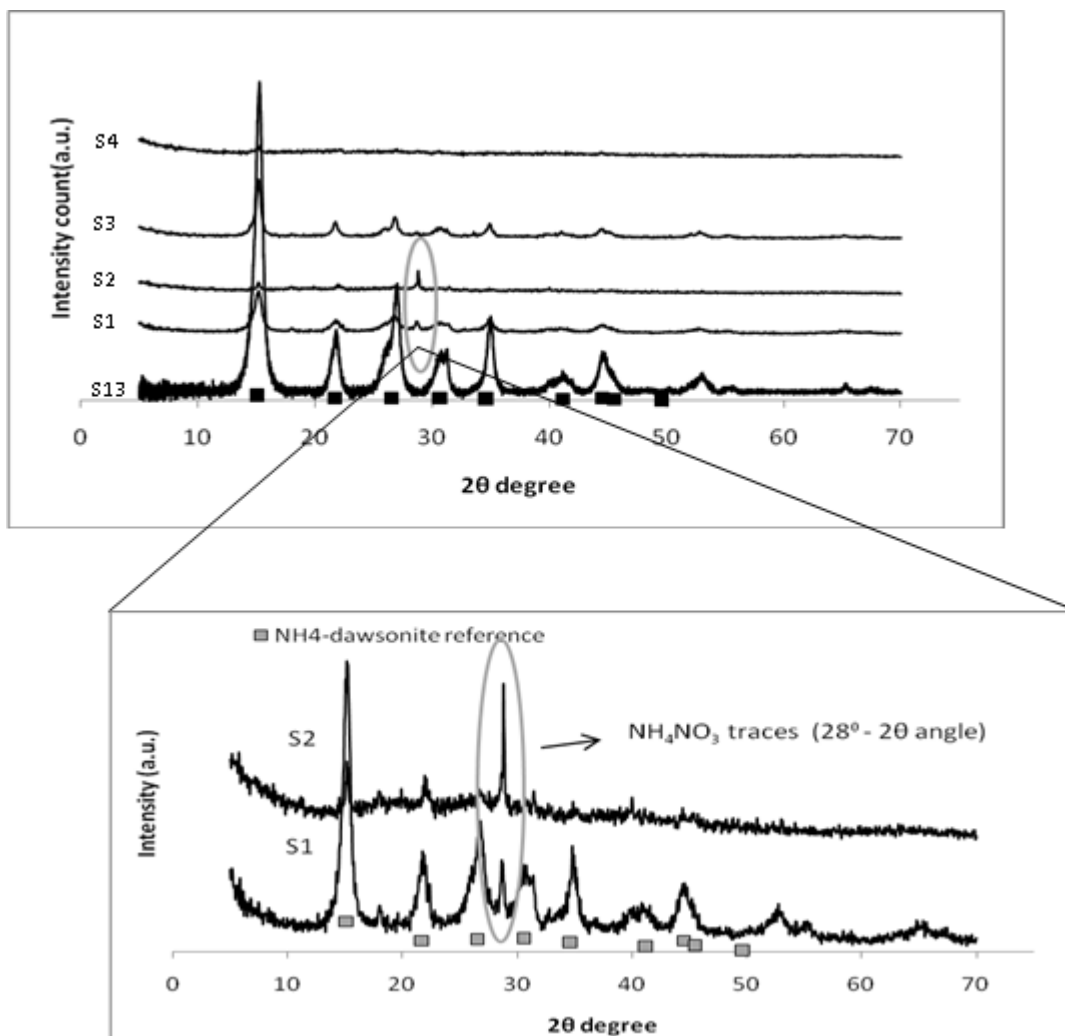 Intensity count(a.u.)
S4
S3
S2
S1
S13
0 10 20 30 40 50 60 70
2θ degree
NH4-dawsonite reference
S2
NH₄NO₃ traces (28⁰ - 2θ angle)
Intensity (a.u.)
S1
0 10 20 30 40 50 60 70
2θ degree